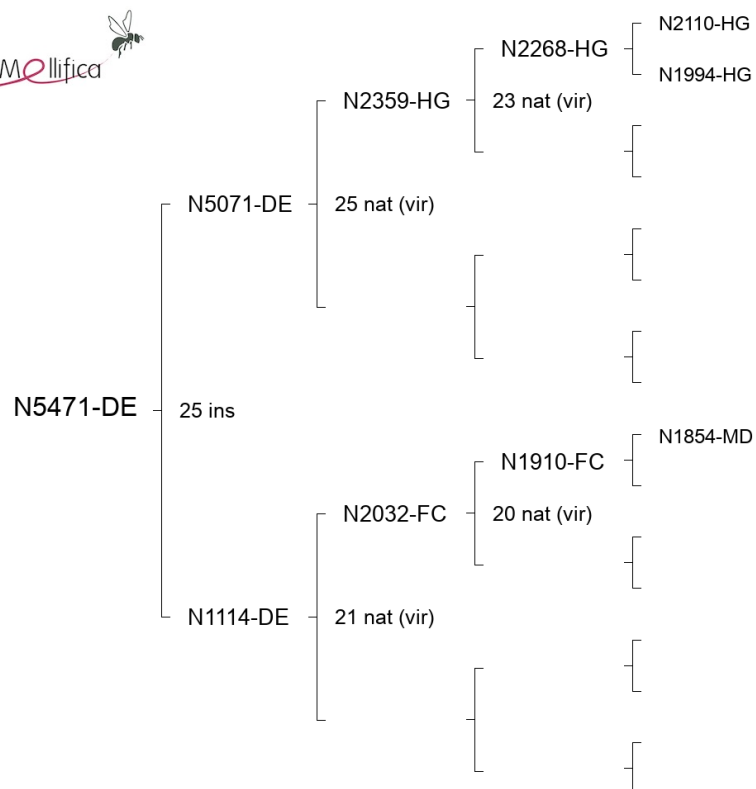 Mellifica
N2110-HG
N2268-HG
N1994-HG
N2359-HG
23 nat (vir)
N5071-DE
25 nat (vir)
N5471-DE
25 ins
N1854-MD
N1910-FC
N2032-FC
20 nat (vir)
N1114-DE
21 nat (vir)